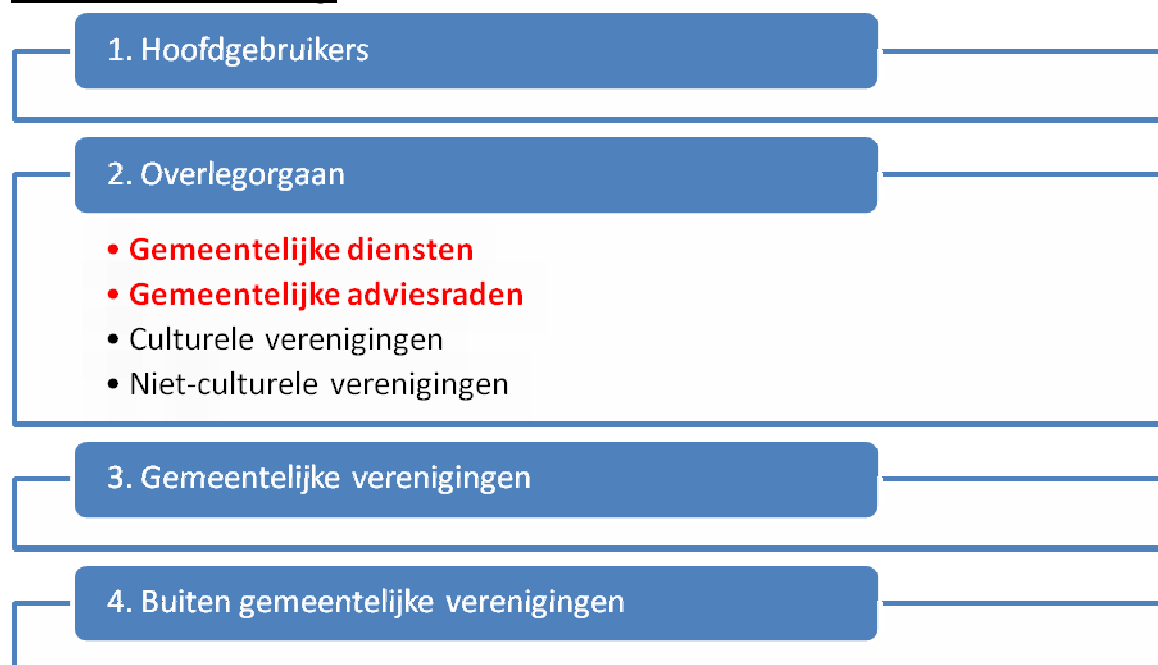 1. Hoofdgebruikers
2. Overlegorgaan
• Gemeentelijke diensten
• Gemeentelijke adviesraden
• Culturele verenigingen
• Niet-culturele verenigingen
3. Gemeentelijke verenigingen
4. Buiten gemeentelijke verenigingen